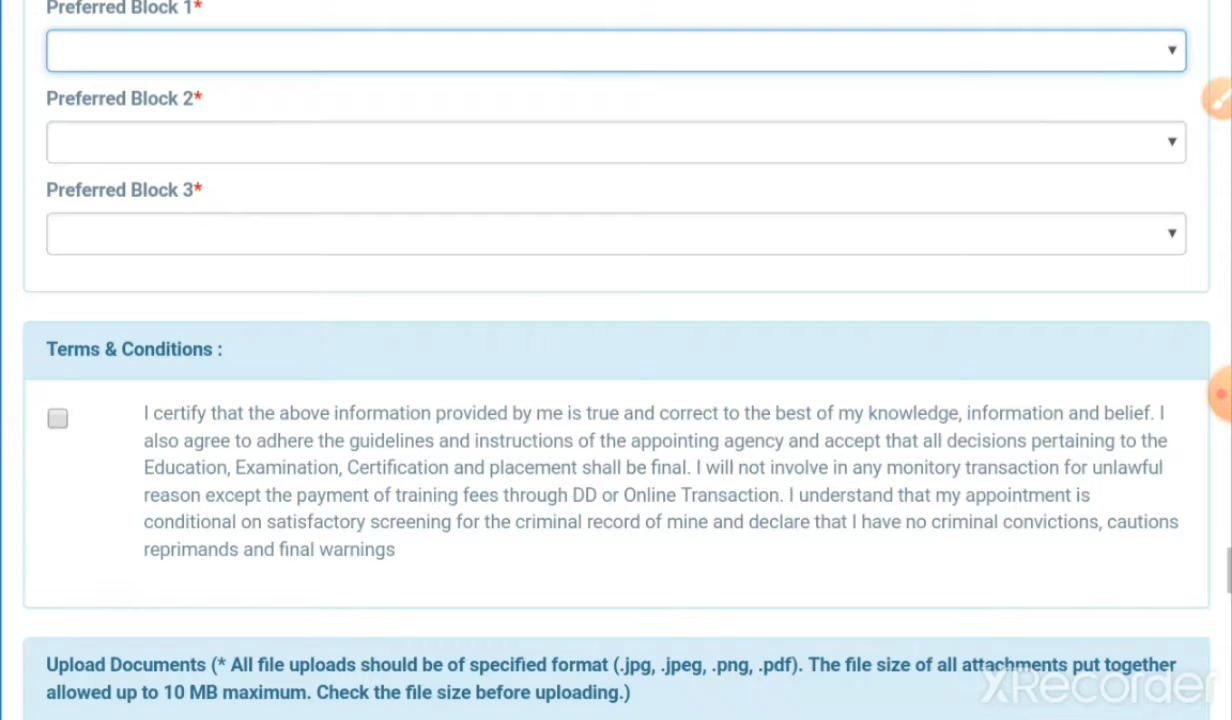 Preferred Block 1*
Preferred Block 2*
Preferred Block 3*
Terms & Conditions :
I certify that the above information provided by me is true and correct to the best of my knowledge, information and belief. I
also agree to adhere the guidelines and instructions of the appointing agency and accept that all decisions pertaining to the
Education, Examination, Certification and placement shall be final. I will not involve in any monitory transaction for unlawful
reason except the payment of training fees through DD or Online Transaction. I understand that my appointment is
conditional on satisfactory screening for the criminal record of mine and declare that I have no criminal convictions, cautions
reprimands and final warnings
Upload Documents (* All file uploads should be of specified format (.jpg, .jpeg, .png, .pdf). The file size of all attachments put together
allowed up to 10 MB maximum. Check the file size before uploading.)
XRecorder